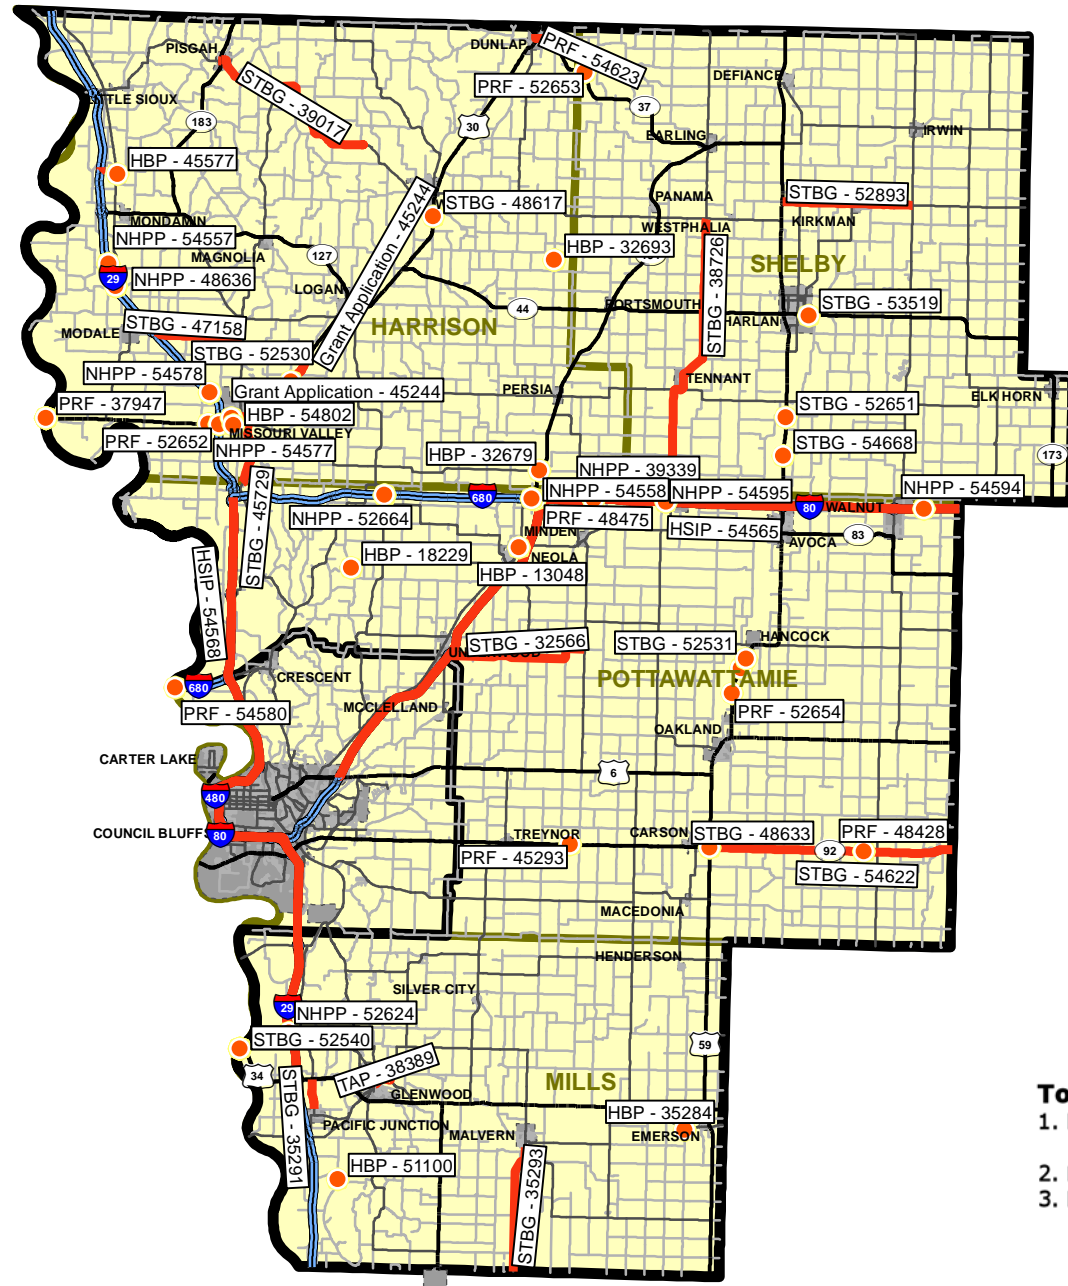 PISGAH
DUNLAP
PRF - 54623
PRF - 52653
DEFIANCE
STBG - 39017
LITTLE SIOUX
183
30
37
EARLING
IRWIN
HBP - 45577
STBG - 48617
PANAMA
STBG - 52893
KIRKMAN
MONDAMIN
WESTPHALIA
NHPP - 54557
MAGNOLIA
127
HBP - 32693
SHELBY
29
NHPP - 48636
LOGAN
Grant Application - 45244
STBG - 38726
44
PORTSMOUTH
STBG - 53519
HARLAN
MODALE
STBG - 47158
HARRISON
STBG - 52530
NHPP - 54578
TENNANT
Grant Application - 45244
PERSIA
ELK HORN
PRF - 37947
HBP - 54802
STBG - 52651
PRF - 52652
MISSOURI VALLEY
NHPP - 54577
STBG - 54668
173
HBP - 32679
NHPP - 39339
STBG - 45729
680
NHPP - 54558
NHPP - 54595
NHPP - 54594
NHPP - 52664
PRF - 48475
HSIP - 54565
80
WALNUT
MINDEN
AVOCA
83
HBP - 18229
NEOLA
HBP - 13048
HSIP - 54568
STBG - 32566
STBG - 52531
HANCOCK
CRESCENT
680
POTTAWATTAMIE
PRF - 54580
MCCLELLAND
PRF - 52654
OAKLAND
CARTER LAKE
6
480
COUNCIL BLUFFS
80
TREYNOR
CARSON
STBG - 48633
PRF - 48428
PRF - 45293
92
STBG - 54622
MACEDONIA
HENDERSON
SILVER CITY
29
NHPP - 52624
STBG - 52540
59
34
TAP - 38389
MILLS
GLENWOOD
STBG - 35291
HBP - 35284
PACIFIC JUNCTION
MALVERN
EMERSON
HBP - 51100
STBG - 35293
To
1.
2.
3.